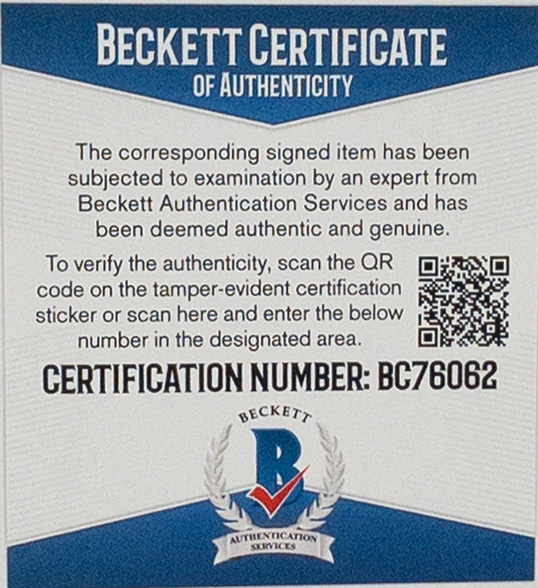 BECKETT CERTIFICATE
OF AUTHENTICITY
The corresponding signed item has been
subjected to examination by an expert from
Beckett Authentication Services and has
been deemed authentic and genuine.
To verify the authenticity, scan the QR
code on the tamper-evident certification
sticker or scan here and enter the below
number in the designated area.
CERTIFICATION NUMBER: BC76062
BECKETT
B
AUTHENTICATION
SERVICES